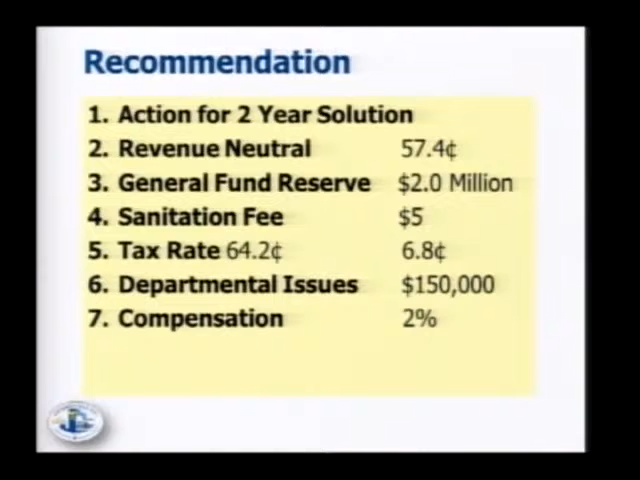 Recommendation
1. Action for 2 Year Solution
2. Revenue Neutral 57.4¢
3. General Fund Reserve $2.0 Million
4. Sanitation Fee $5
5. Tax Rate 64.2¢ 6.8¢
6. Departmental Issues $150,000
7. Compensation 2%